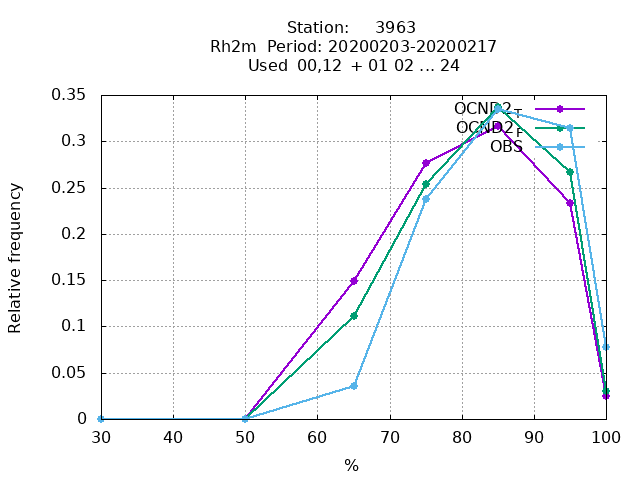 Station: 3963
Rh2m Period: 20200203-20200217
Used 00,12 + 01 02 ... 24
0.35
0.3
0.25
0.2
0.15
0.1
0.05
0
Relative frequency
OCND2T
OCND2F
OBS
30 40 50 60 70 80 90 100
%